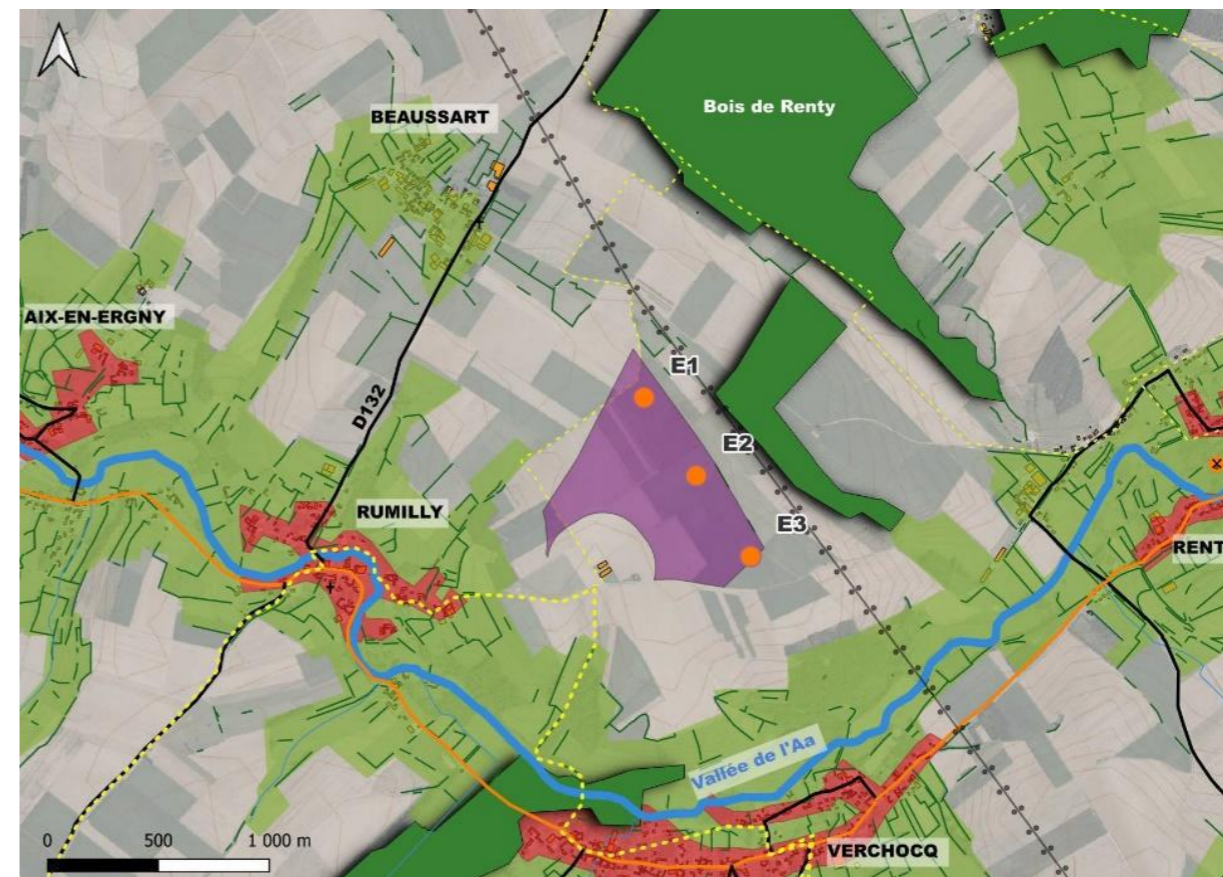 BEAUSSART
Bois de Renty
AIX-EN-ERGNY
D132
E1
E2
E3
RUMILLY
RENT
Vallée de l'Aa
VERCHOCQ
0 500 1 000 m